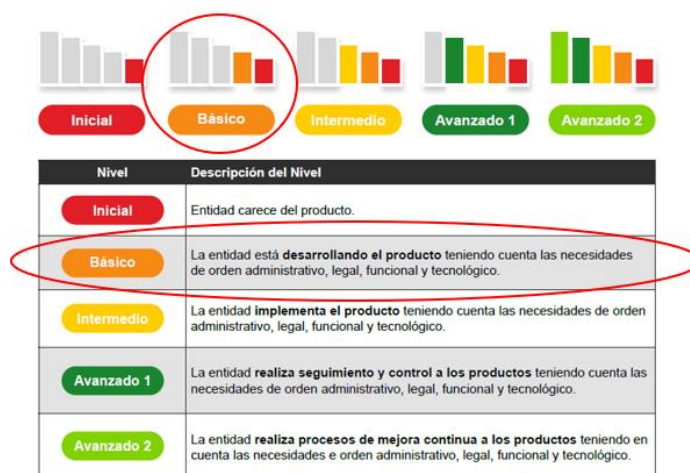 Inicial
Básico
Intermedio
Avanzado 1
Avanzado 2
Nivel
Descripción del Nivel
Inicial
Entidad carece del producto.
Básico
La entidad está desarrollando el producto teniendo cuenta las necesidades
de orden administrativo, legal, funcional y tecnológico.
Intermedio
La entidad implementa el producto teniendo cuenta las necesidades de orden
administrativo, legal, funcional y tecnológico.
Avanzado 1
La entidad realiza seguimiento y control a los productos teniendo cuenta las
necesidades de orden administrativo, legal, funcional y tecnológico.
Avanzado 2
La entidad realiza procesos de mejora continua a los productos teniendo en
cuenta las necesidades e orden administrativo, legal, funcional y tecnológico.